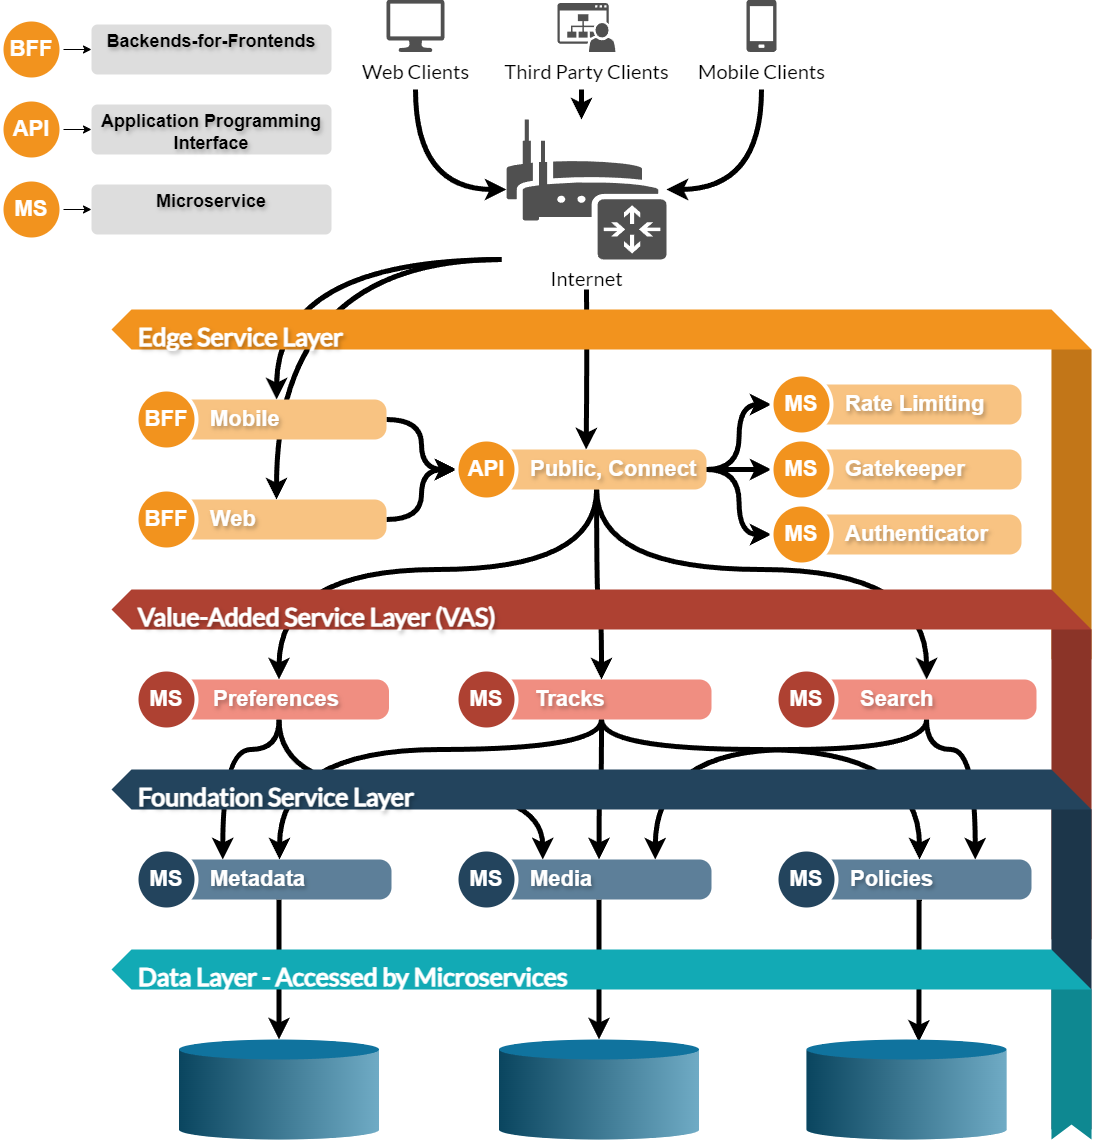 BFF
Backends-for-Frontends
API
Application Programming
Interface
MS
Microservice
Web Clients
Third Party Clients
Mobile Clients
Internet
Edge Service Layer
BFF
Mobile
BFF
Web
API
Public, Connect
MS
Rate Limiting
MS
Gatekeeper
MS
Authenticator
Value-Added Service Layer (VAS)
MS
Preferences
MS
Tracks
MS
Search
Foundation Service Layer
MS
Metadata
MS
Media
MS
Policies
Data Layer - Accessed by Microservices